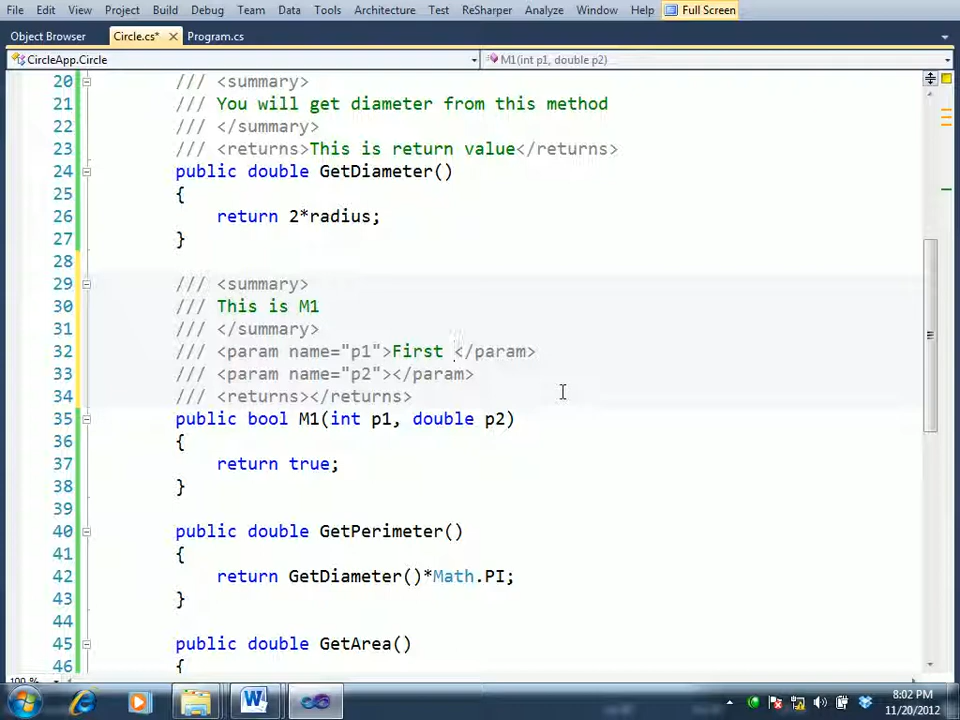 File Edit View Project Build Debug Team Data Tools Architecture Test ReSharper Analyze Window Help Full Screen
Object Browser Circle.cs* Program.cs
CircleApp.Circle M1(int p1, double p2)
20 /// <summary>
21 /// You will get diameter from this method
22 /// </summary>
23 /// <returns>This is return value</returns>
24 public double GetDiameter()
25 {
26 return 2*radius;
27 }
28
29 /// <summary>
30 /// This is M1
31 /// </summary>
32 /// <param name="p1">First </param>
33 /// <param name="p2"></param>
34 /// <returns></returns>
35 public bool M1(int p1, double p2)
36 {
37 return true;
38 }
39
40 public double GetPerimeter()
41 {
42 return GetDiameter()*Math.PI;
43 }
44
45 public double GetArea()
46 {
100 %
8:02 PM
11/20/2012